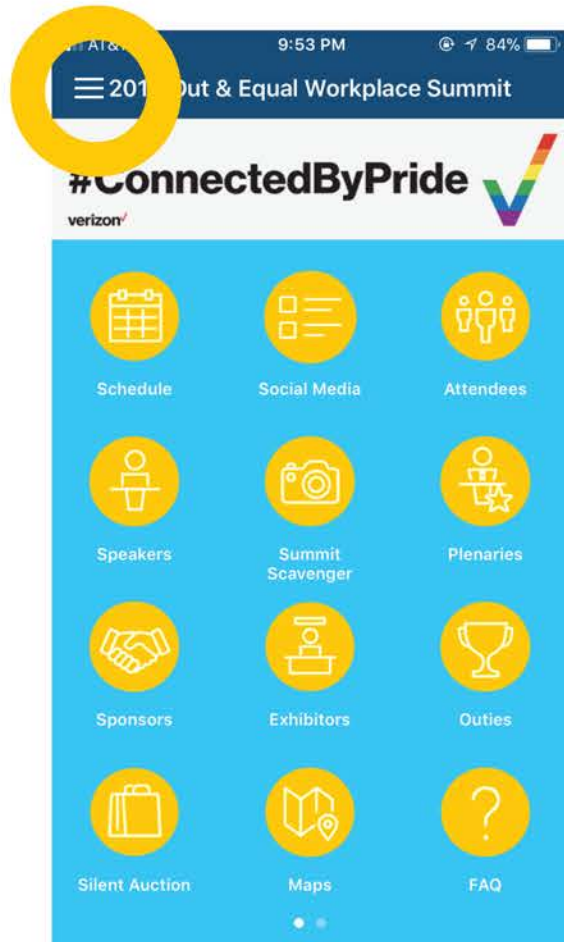 9:53 PM
84%
Out & Equal Workplace Summit
#ConnectedByPride
verizon
Schedule
Social Media
Attendees
Speakers
Summit
Scavenger
Plenaries
Sponsors
Exhibitors
Outies
Silent Auction
Maps
FAQ